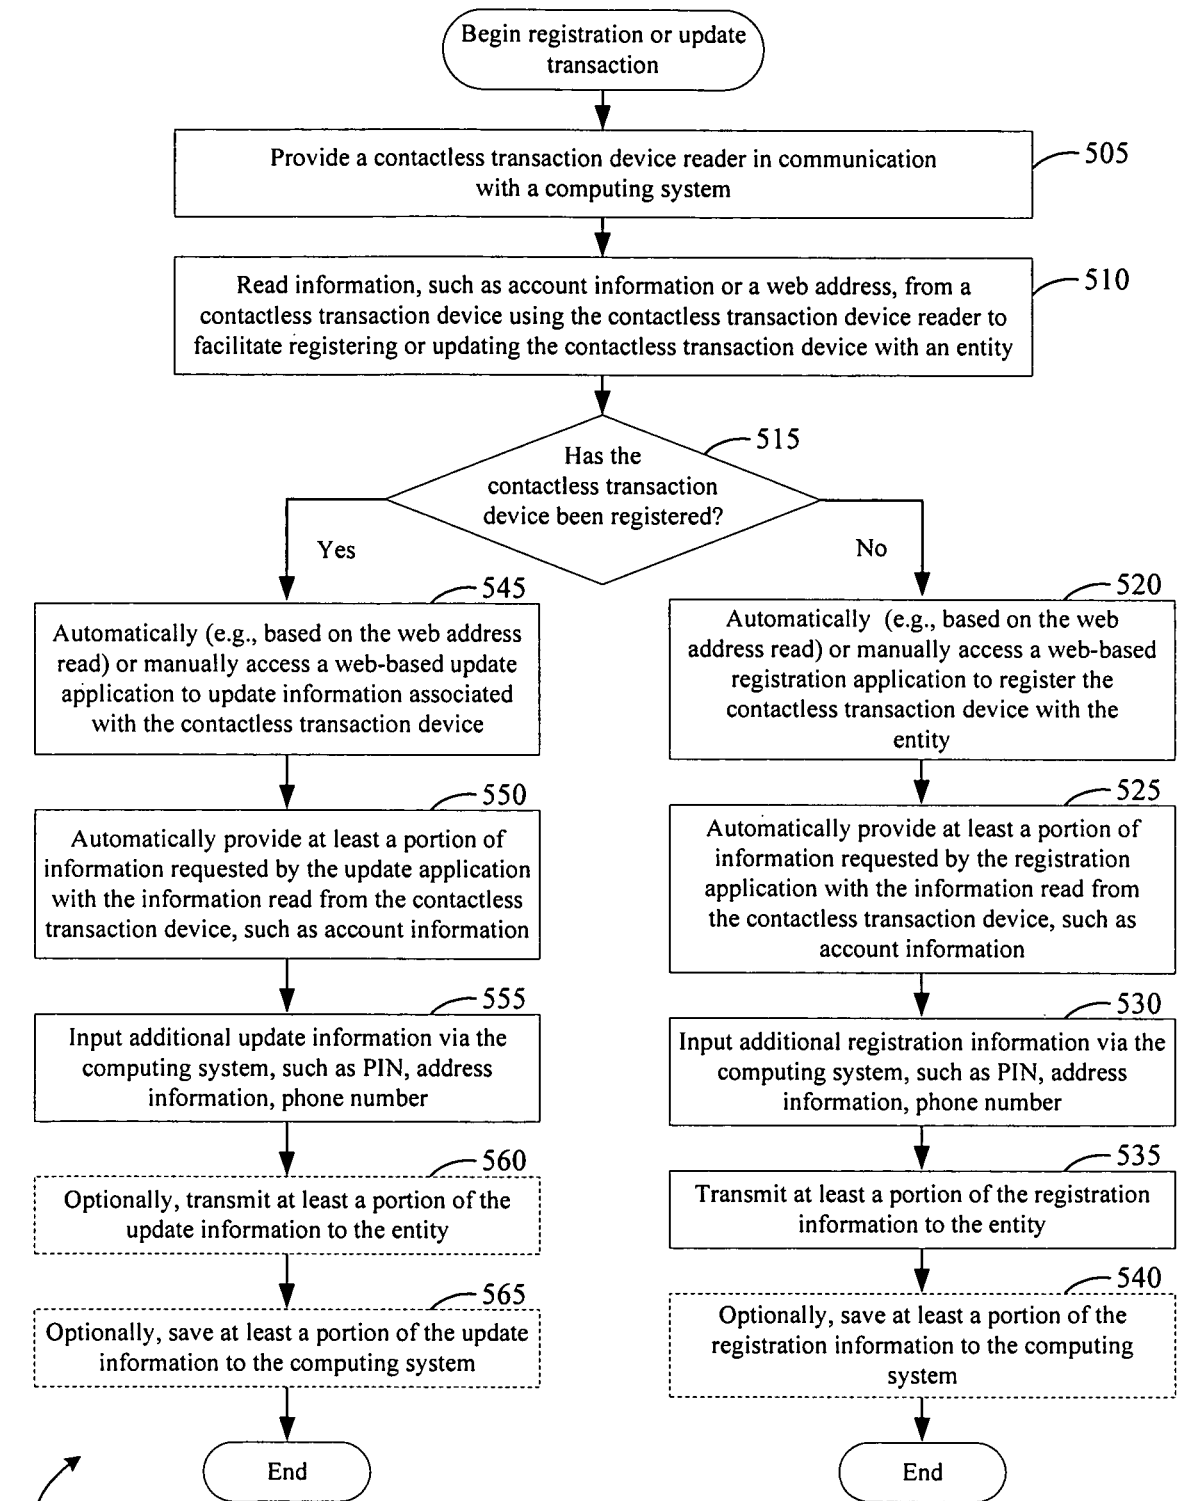 Begin registration or update
transaction
Provide a contactless transaction device reader in communication
with a computing system
505
Read information, such as account information or a web address, from a
contactless transaction device using the contactless transaction device reader to
facilitate registering or updating the contactless transaction device with an entity
510
Has the
contactless transaction
device been registered?
515
Yes
No
545
Automatically (e.g., based on the web address
read) or manually access a web-based update
application to update information associated
with the contactless transaction device
550
Automatically provide at least a portion of
information requested by the update application
with the information read from the contactless
transaction device, such as account information
555
Input additional update information via the
computing system, such as PIN, address
information, phone number
560
Optionally, transmit at least a portion of the
update information to the entity
565
Optionally, save at least a portion of the update
information to the computing system
End
520
Automatically (e.g., based on the web
address read) or manually access a web-based
registration application to register the
contactless transaction device with the
entity
525
Automatically provide at least a portion of
information requested by the registration
application with the information read from
the contactless transaction device, such as
account information
530
Input additional registration information via the
computing system, such as PIN, address
information, phone number
535
Transmit at least a portion of the registration
information to the entity
540
Optionally, save at least a portion of the
registration information to the computing
system
End